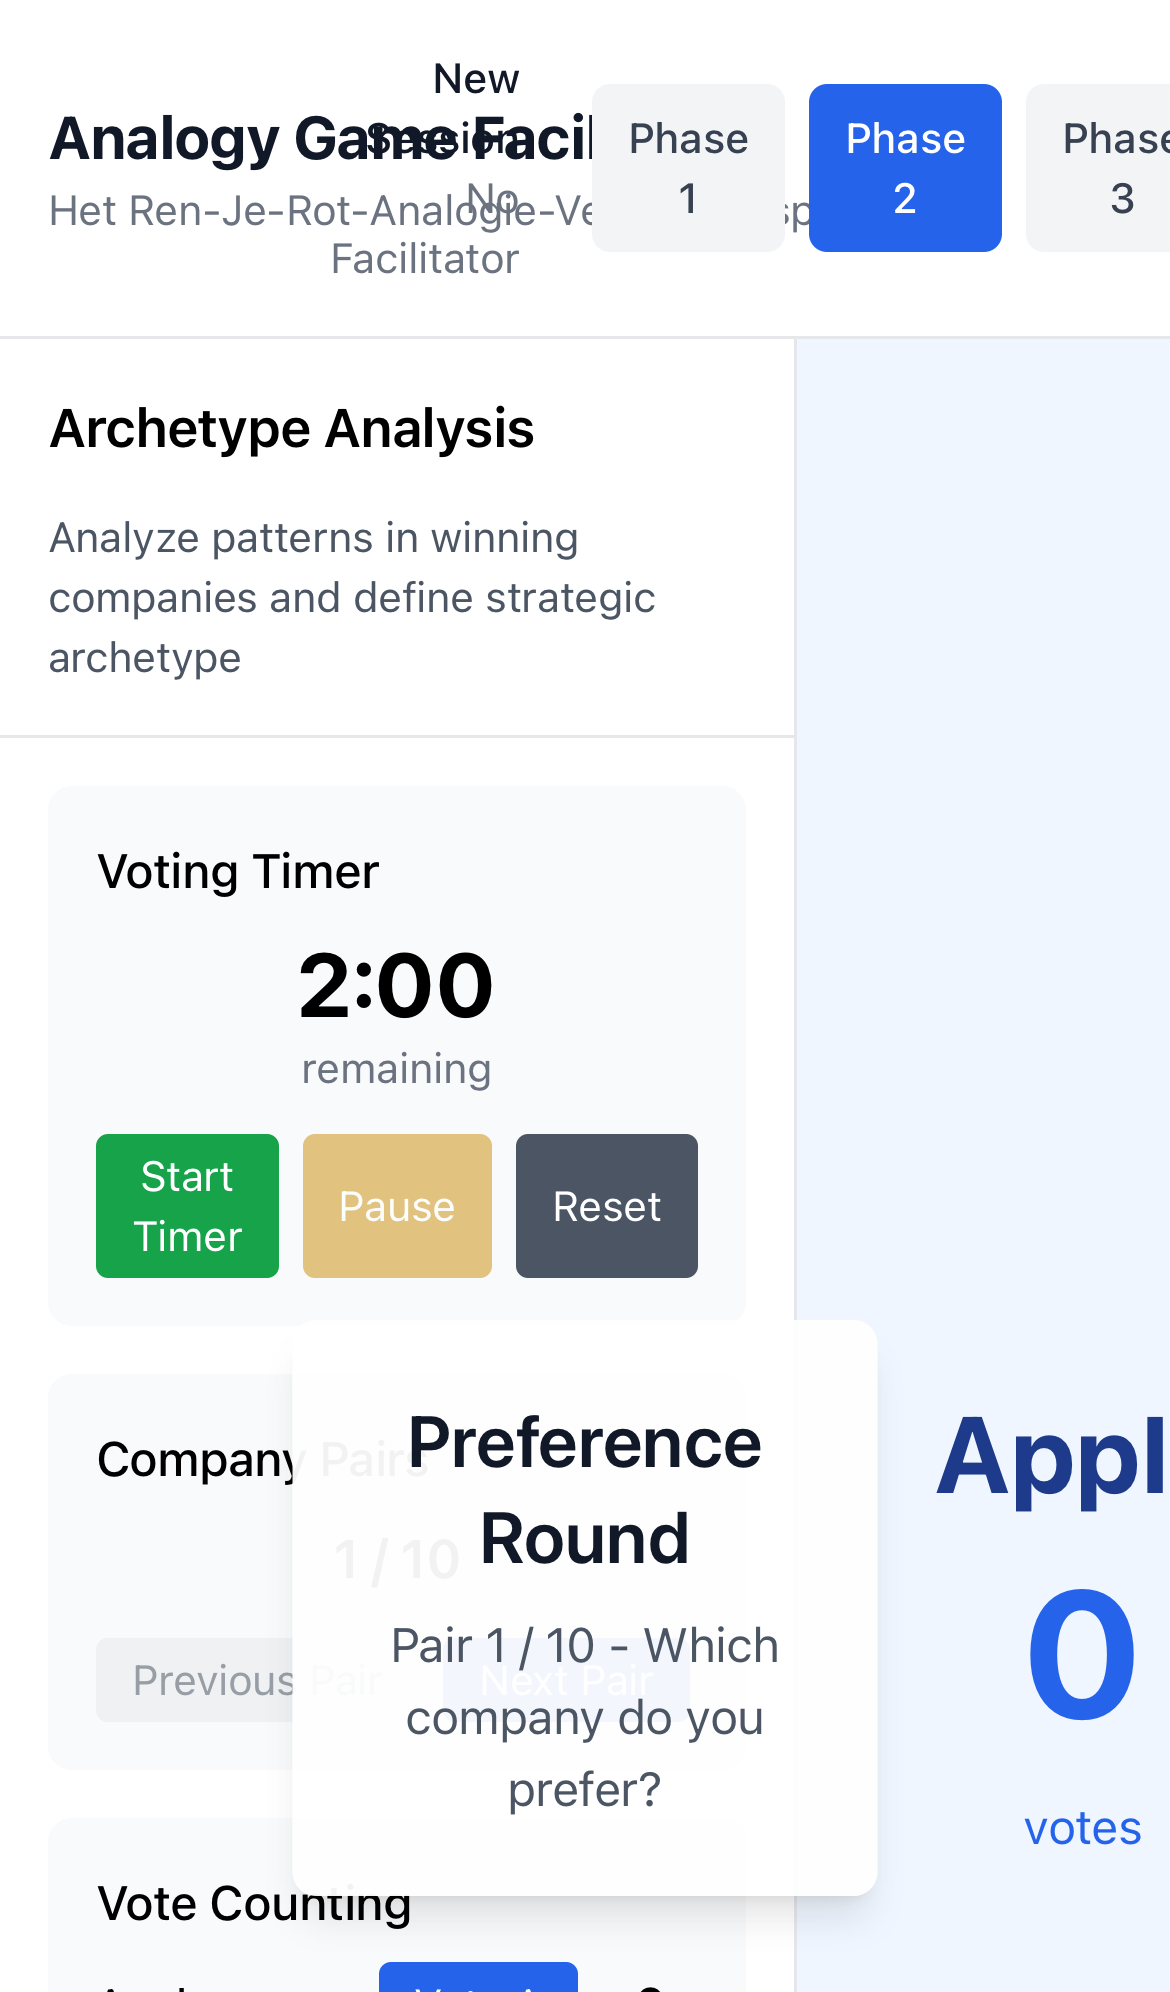 New
Session
No
Facilitator
Analogy Game Facil
Het Ren-Je-Rot-Analogie-Ve sp
Phase
1
Phase
2
Phase
3
Archetype Analysis
Analyze patterns in winning
companies and define strategic
archetype
Voting Timer
2:00
remaining
Start
Timer
Pause
Reset
Company Pairs
1 / 10
Previous Pair
Next Pair
Preference
Round
Pair 1 / 10 - Which
company do you
prefer?
Appl
0
votes
Vote Counting